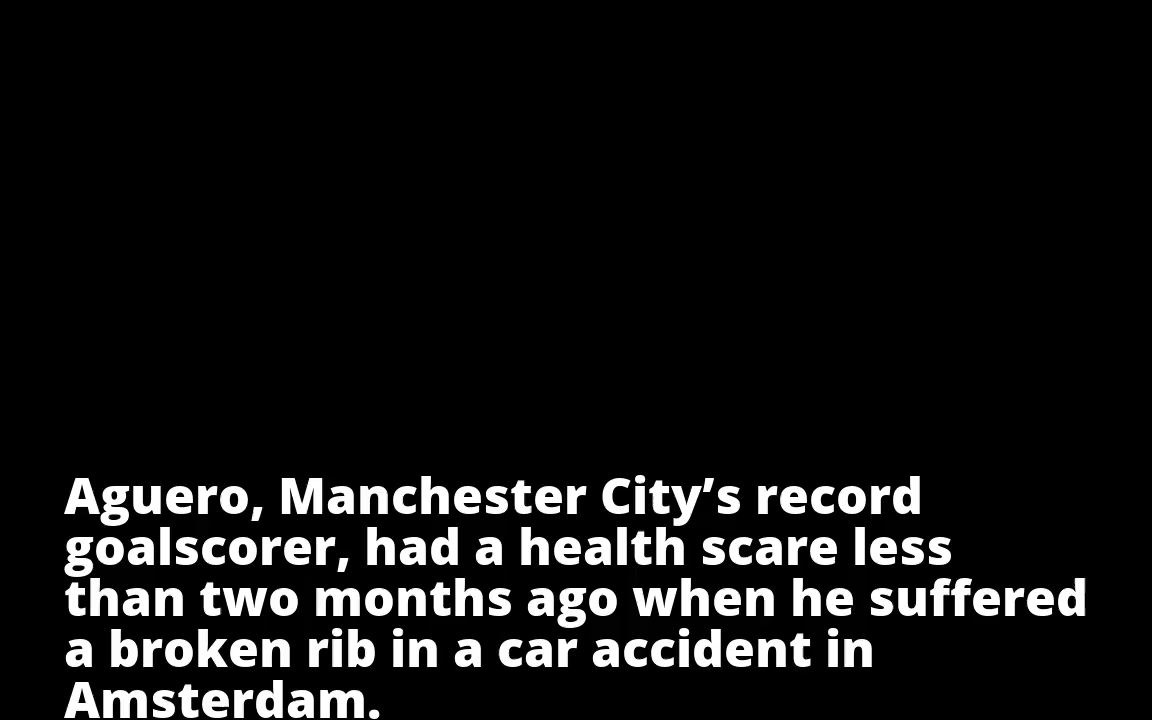 Aguero, Manchester City’s record
goalscorer, had a health scare less
than two months ago when he suffered
a broken rib in a car accident in
Amsterdam.